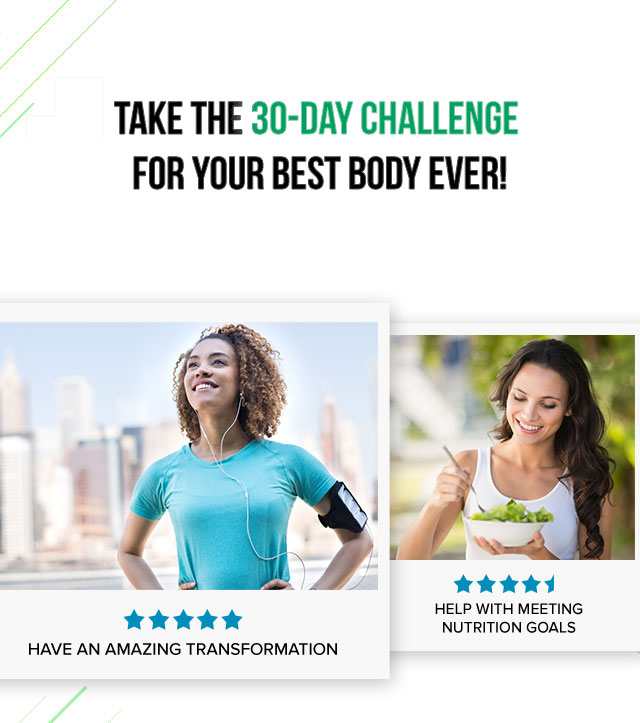 TAKE THE 30-DAY CHALLENGE
FOR YOUR BEST BODY EVER!
HAVE AN AMAZING TRANSFORMATION
HELP WITH MEETING
NUTRITION GOALS